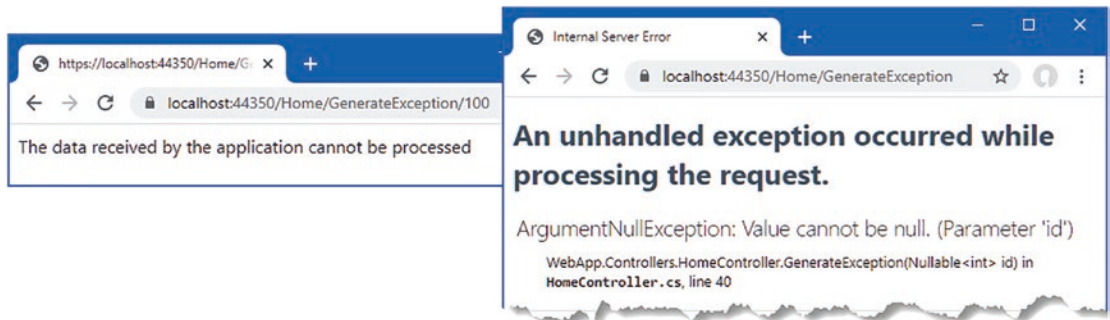 https://localhost:44350/Home/G
localhost:44350/Home/GenerateException/100
The data received by the application cannot be processed
Internal Server Error
localhost:44350/Home/GenerateException
An unhandled exception occurred while
processing the request.
ArgumentNullException: Value cannot be null. (Parameter 'id')
WebApp.Controllers.HomeController.GenerateException(Nullable<int> id) in
HomeController.cs, line 40